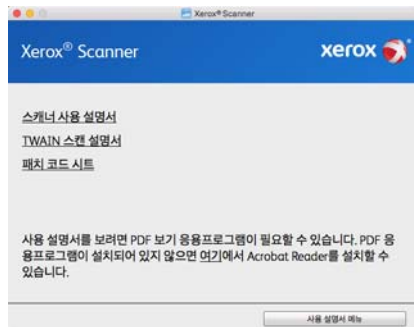 Xerox® Scanner
Xerox® Scanner
xerox
스캐너 사용 설명서
TWAIN 스캔 설명서
패치 코드 시트
사용 설명서를 보려면 PDF 보기 응용프로그램이 필요할 수 있습니다. PDF 응
용프로그램이 설치되어 있지 않으면 여기에서 Acrobat Reader를 설치할 수
있습니다.
사용 설명서 메뉴